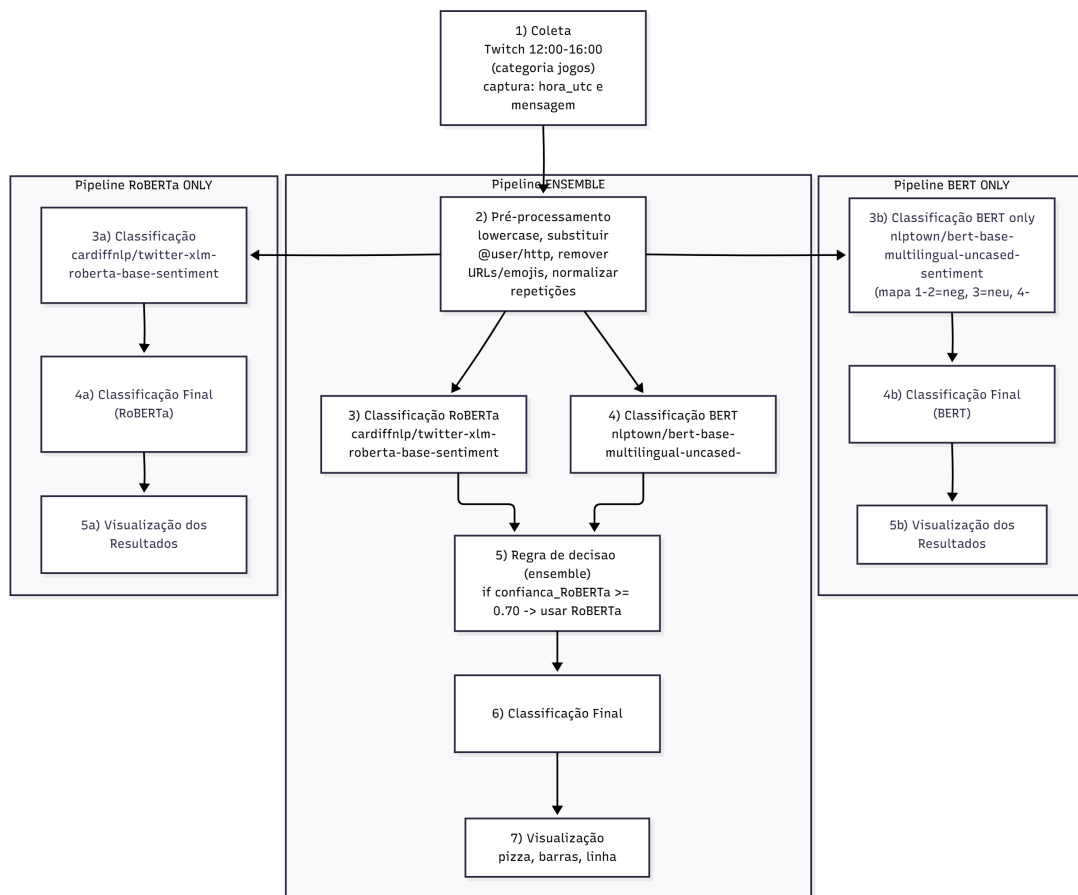 1) Coleta
Twitch 12:00-16:00
(categoria jogos)
captura: hora_utc e
mensagem
Pipeline RoBERTa ONLY
3a) Classificação
cardiffnlp/twitter-xlm-
roberta-base-sentiment
4a) Classificação Final
(RoBERTa)
5a) Visualização dos
Resultados
Pipeline ENSEMBLE
2) Pré-processamento
lowercase, substituir
@user/http, remover
URLs/emojis, normalizar
repetições
3) Classificação RoBERTa
cardiffnlp/twitter-xlm-
roberta-base-sentiment
4) Classificação BERT
nlptown/bert-base-
multilingual-uncased-
5) Regra de decisao
(ensemble)
if confianca_RoBERTa >=
0.70 -> usar RoBERTa
6) Classificação Final
7) Visualização
pizza, barras, linha
Pipeline BERT ONLY
3b) Classificação BERT only
nlptown/bert-base-
multilingual-uncased-
sentiment
(mapa 1-2=neg, 3=neu, 4-
4b) Classificação Final
(BERT)
5b) Visualização dos
Resultados